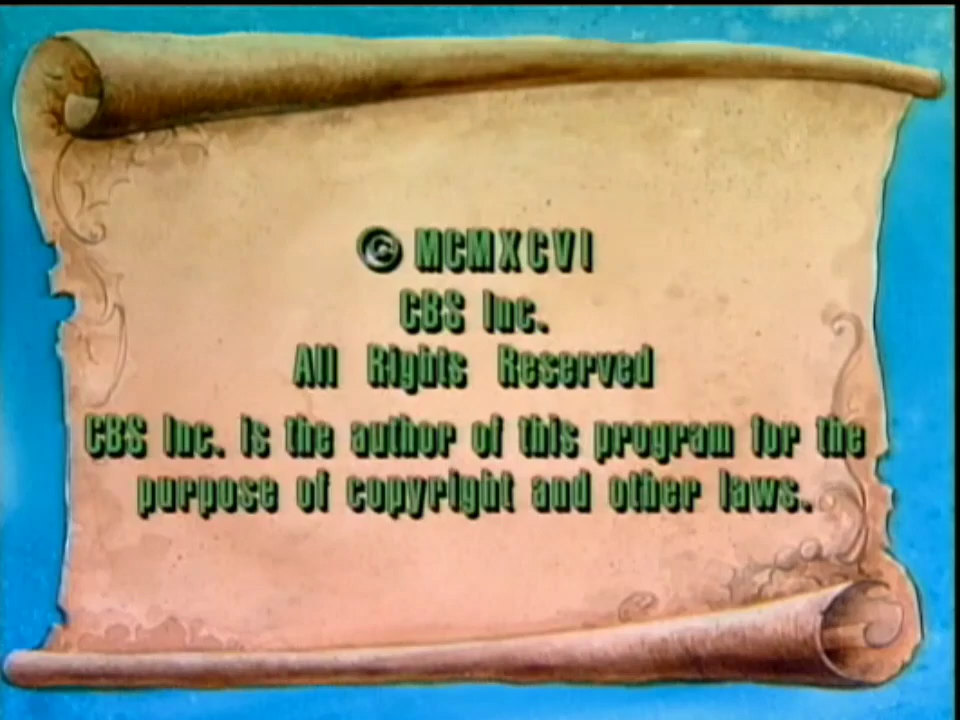 © MCMXCVI
CBS Inc.
All Rights Reserved
CBS Inc. is the author of this program for the
purpose of copyright and other laws.